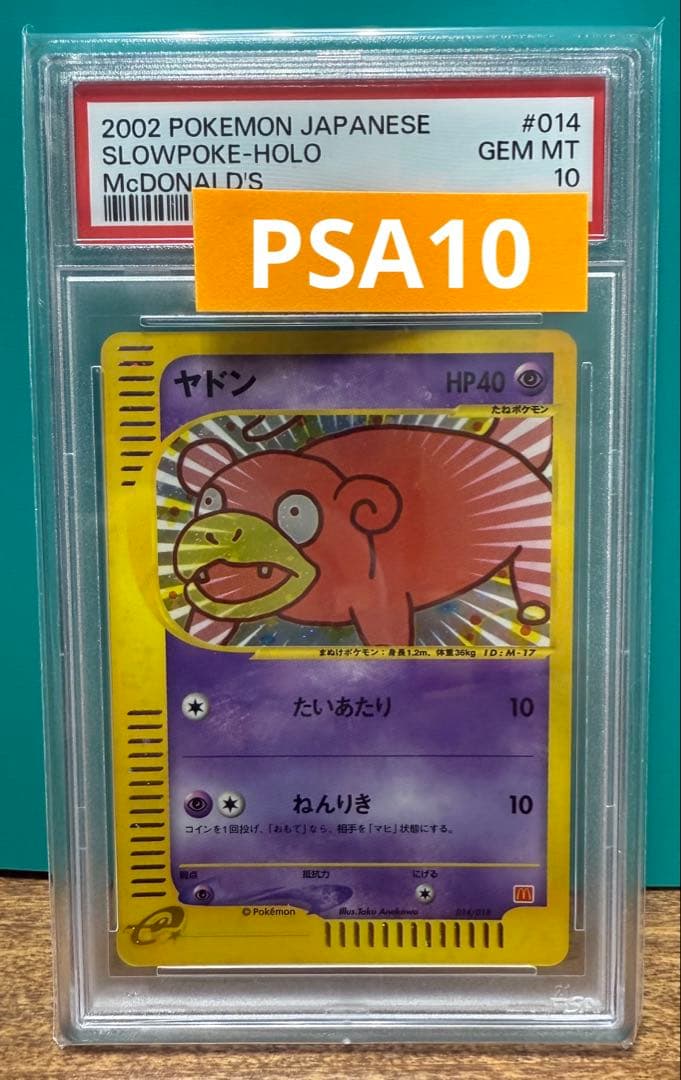 2002 POKEMON JAPANESE #014
SLOWPOKE-HOLO GEM MT
McDONALD'S 10
PSA10
ヤドン HP40
たねポケモン
まぬけポケモン：身長1.2m、体重36kg ID:M-17
たいあたり 10
ねんりき 10
コインを1回投げ、「おもて」なら、相手を「マヒ」状態にする。
弱点 抵抗力 にげる
© Pokémon Illus.Taku Anekawa 014/018